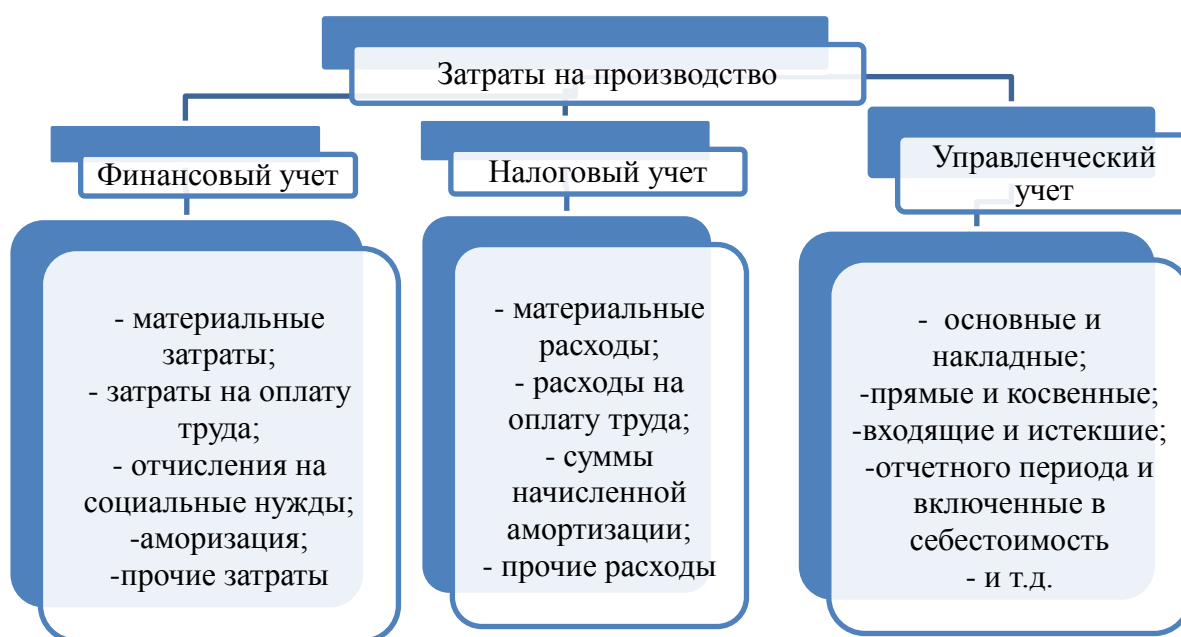 Затраты на производство
Финансовый учет
Налоговый учет
Управленческий
учет
- материальные
затраты;
- затраты на оплату
труда;
- отчисления на
социальные нужды;
-аморизация;
-прочие затраты
- материальные
расходы;
- расходы на
оплату труда;
- суммы
начисленной
амортизации;
- прочие расходы
- основные и
накладные;
-прямые и косвенные;
-входящие и истекшие;
-отчетного периода и
включенные в
себестоимость
- и т.д.